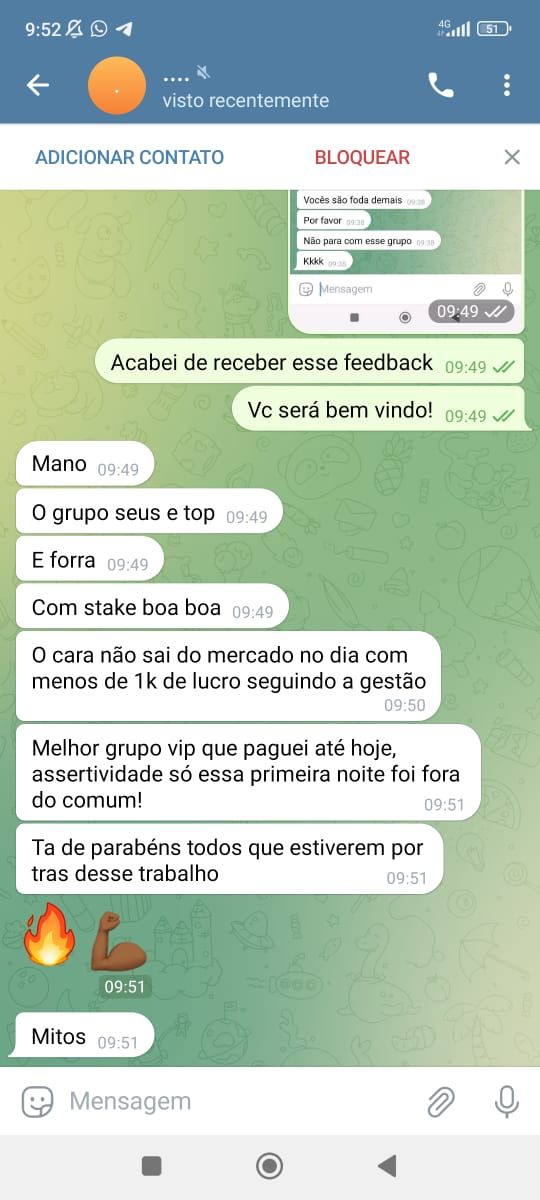 9:52
4G
51
....
visto recentemente
ADICIONAR CONTATO
BLOQUEAR
Vocês são foda demais 09:38
Por favor 09:38
Não para com esse grupo 09:38
Kkkk 09:38
Mensagem
09:49
Acabei de receber esse feedback 09:49
Vc será bem vindo! 09:49
Mano 09:49
O grupo seus e top 09:49
E forra 09:49
Com stake boa boa 09:49
O cara não sai do mercado no dia com
menos de 1k de lucro seguindo a gestão
09:50
Melhor grupo vip que paguei até hoje,
assertividade só essa primeira noite foi fora
do comum! 09:51
Ta de parabéns todos que estiverem por
tras desse trabalho 09:51
09:51
Mitos 09:51
Mensagem